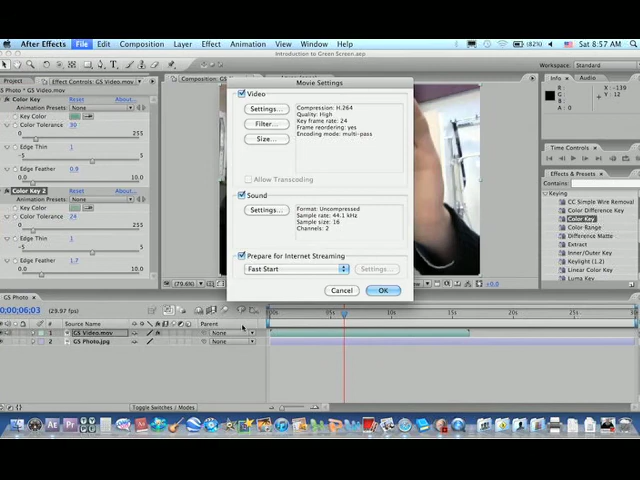 After Effects File Edit Composition Layer Effect Animation View Window Help (82%) Sat 8:57 AM
Introduction to Green Screen.aep
Workspace: Standard
Project Effect Controls: GS Video.mov
Composition: GS
Info Audio
Movie Settings
Color Key Reset About...
Animation Presets None
Key Color
Color Tolerance 30
0 255
Edge Thin 1
-5 5
Edge Feather 0.9
0.0 10.0
Color Key 2 Reset About...
Animation Presets None
Key Color
Color Tolerance 24
0 255
Edge Thin 1
-5 5
Edge Feather 1.7
0.0 10.0
Video
Settings...
Filter...
Size...
Compression: H.264
Quality: High
Key frame rate: 24
Frame reordering: yes
Encoding mode: multi-pass
Allow Transcoding
Sound
Settings...
Format: Uncompressed
Sample rate: 44.1 kHz
Sample size: 16
Channels: 2
Prepare for Internet Streaming
Fast Start Settings...
Cancel OK
(79.6%)
+0.0
R:
G:
B:
A: 0
X: -139
Y: 12
Time Controls
Effects & Presets
Contains:
Keying
CC Simple Wire Removal
Color Difference Key
Color Key
Color Range
Difference Matte
Extract
Inner/Outer Key
Keylight (1.2)
Linear Color Key
Luma Key
GS Photo
0;00;06;03 (29.97 fps)
# Source Name Parent
1 GS Video.mov None
2 GS Photo.jpg None
Toggle Switches / Modes